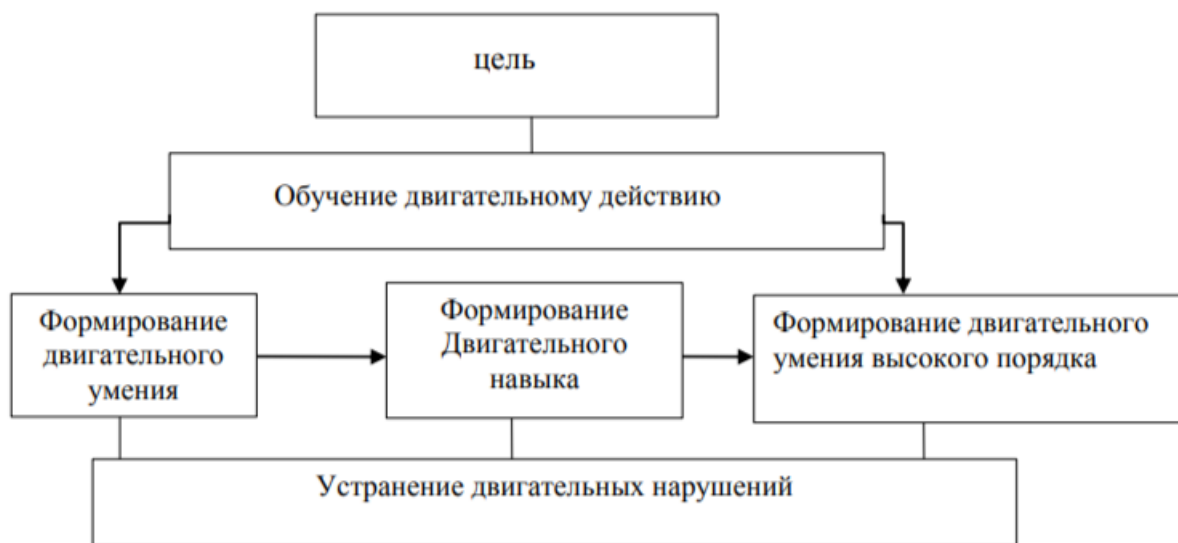 цель
Обучение двигательному действию
Формирование
двигательного
умения
Формирование
Двигательного
навыка
Формирование двигательного
умения высокого порядка
Устранение двигательных нарушений